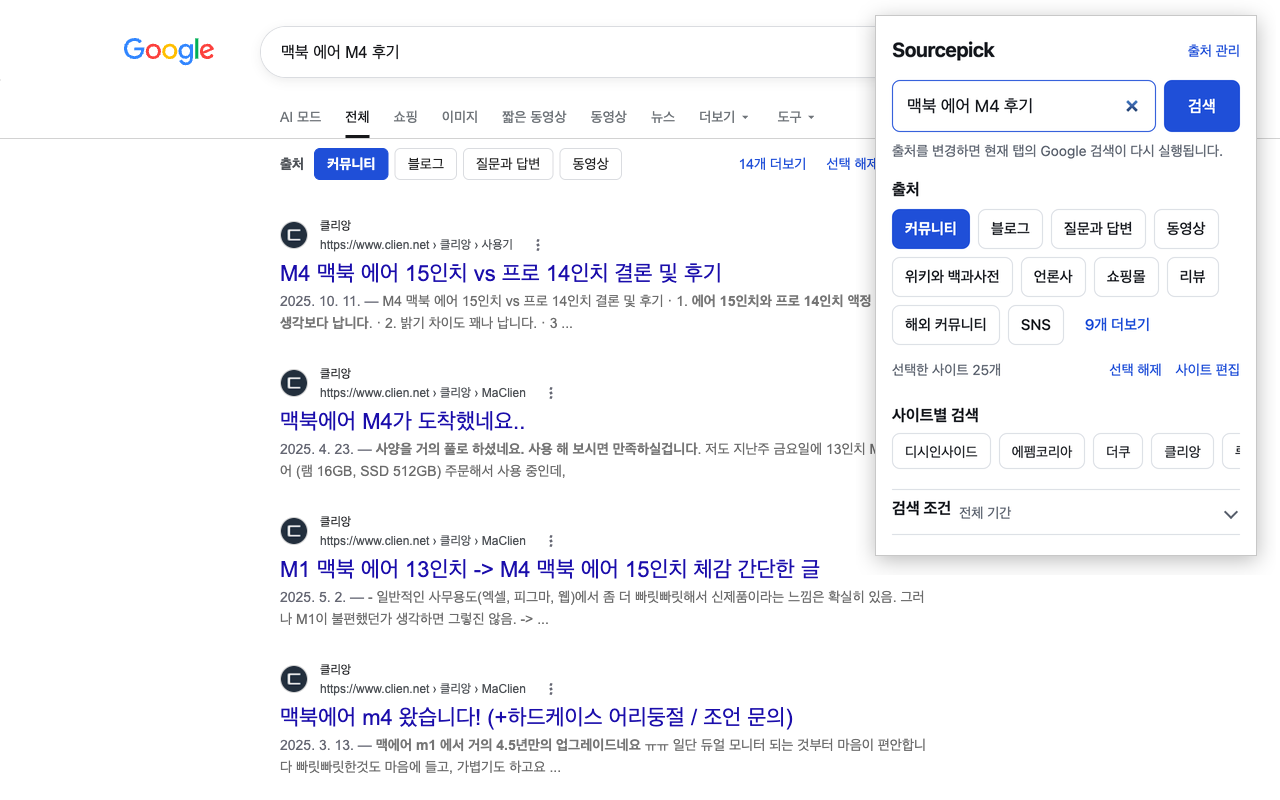 Google
맥북 에어 M4 후기
AI 모드 전체 쇼핑 이미지 짧은 동영상 동영상 뉴스 더보기 도구
출처 커뮤니티 블로그 질문과 답변 동영상 14개 더보기 선택 해제
클리앙
https://www.clien.net › 클리앙 › 사용기
M4 맥북 에어 15인치 vs 프로 14인치 결론 및 후기
2025. 10. 11. — M4 맥북 에어 15인치 vs 프로 14인치 결론 및 후기 · 1. 에어 15인치와 프로 14인치 액정
생각보다 납니다. · 2. 밝기 차이도 꽤나 납니다. · 3 ...
클리앙
https://www.clien.net › 클리앙 › MaClien
맥북에어 M4가 도착했네요..
2025. 4. 23. — 사양을 거의 풀로 하셨네요. 사용 해 보시면 만족하실겁니다. 저도 지난주 금요일에 13인치
어 (램 16GB, SSD 512GB) 주문해서 사용 중인데,
클리앙
https://www.clien.net › 클리앙 › MaClien
M1 맥북 에어 13인치 -> M4 맥북 에어 15인치 체감 간단한 글
2025. 5. 2. — - 일반적인 사무용도(엑셀, 피그마, 웹)에서 좀 더 빠릿빠릿해서 신제품이라는 느낌은 확실히 있음. 그러
나 M1이 불편했던가 생각하면 그렇진 않음. -> ...
클리앙
https://www.clien.net › 클리앙 › MaClien
맥북에어 m4 왔습니다! (+하드케이스 어리둥절 / 조언 문의)
2025. 3. 13. — 맥에어 m1 에서 거의 4.5년만의 업그레이드네요 ㅠㅠ 일단 듀얼 모니터 되는 것부터 마음이 편안합니
다 빠릿빠릿한것도 마음에 들고, 가볍기도 하고요 ...
Sourcepick 출처 관리
맥북 에어 M4 후기 검색
출처를 변경하면 현재 탭의 Google 검색이 다시 실행됩니다.
출처
커뮤니티 블로그 질문과 답변 동영상
위키와 백과사전 언론사 쇼핑몰 리뷰
해외 커뮤니티 SNS 9개 더보기
선택한 사이트 25개 선택 해제 사이트 편집
사이트별 검색
디시인사이드 에펨코리아 더쿠 클리앙
검색 조건 전체 기간